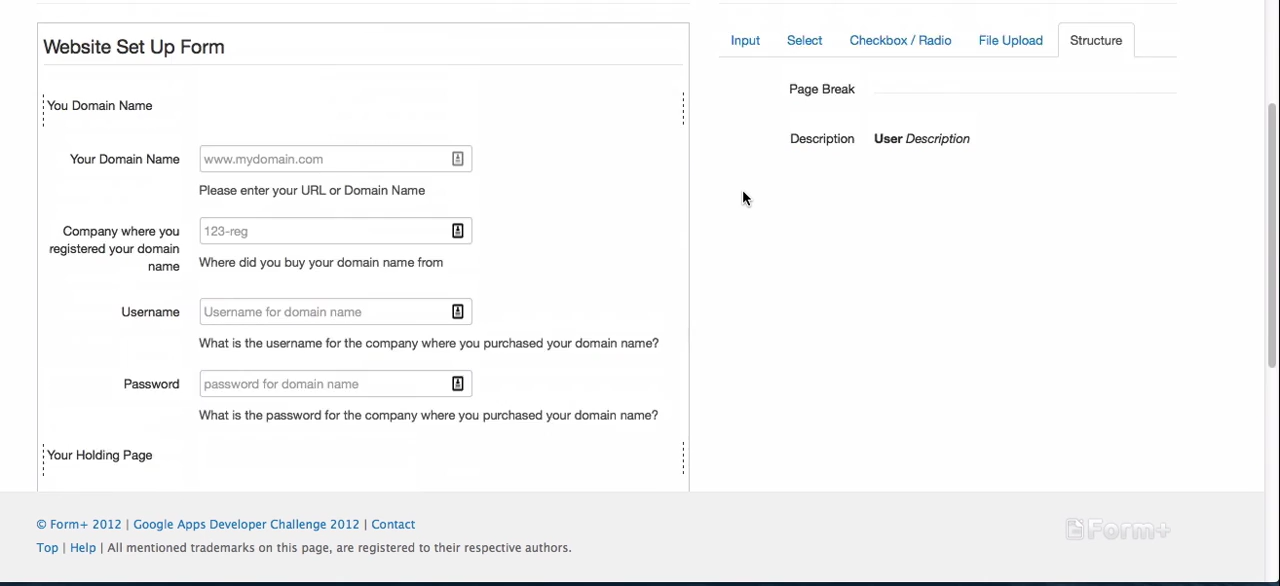 Website Set Up Form
You Domain Name
Your Domain Name
www.mydomain.com
Please enter your URL or Domain Name
Company where you
registered your domain
name
123-reg
Where did you buy your domain name from
Username
Username for domain name
What is the username for the company where you purchased your domain name?
Password
password for domain name
What is the password for the company where you purchased your domain name?
Your Holding Page
Input Select Checkbox / Radio File Upload Structure
Page Break
Description User Description
© Form+ 2012 | Google Apps Developer Challenge 2012 | Contact
Top | Help | All mentioned trademarks on this page, are registered to their respective authors.
Form+